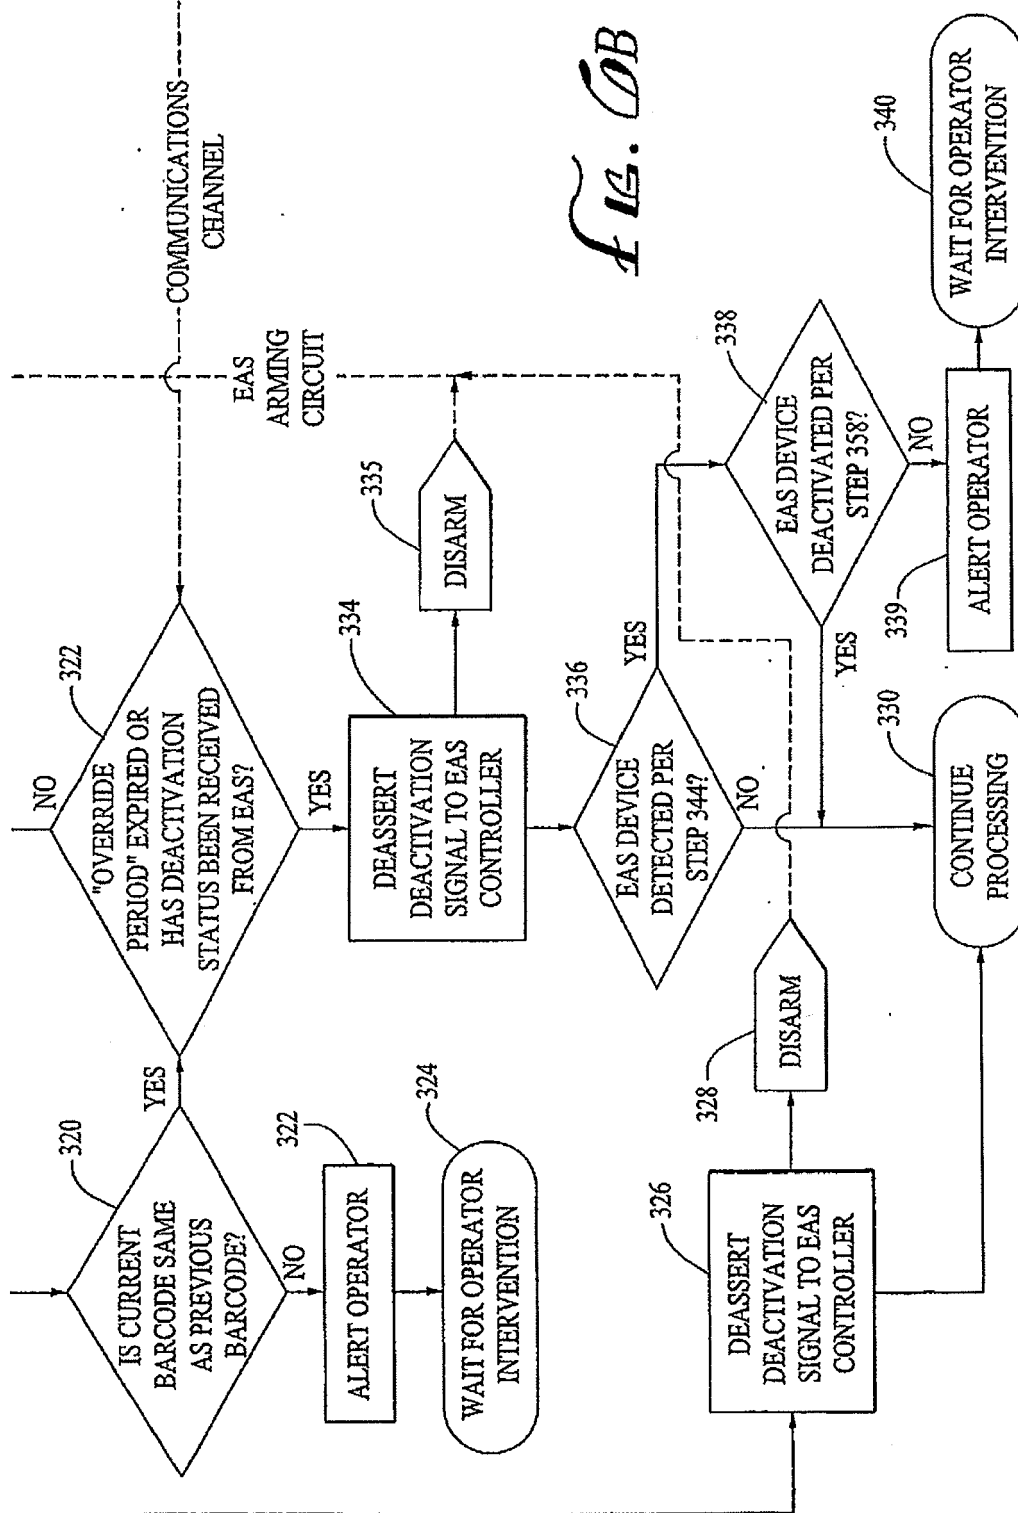 320
IS CURRENT
BARCODE SAME
AS PREVIOUS
BARCODE?
YES
NO
322
ALERT OPERATOR
324
WAIT FOR OPERATOR
INTERVENTION
NO
322
"OVERRIDE
PERIOD" EXPIRED OR
HAS DEACTIVATION
STATUS BEEN RECEIVED
FROM EAS?
YES
COMMUNICATIONS
CHANNEL
334
DEASSERT
DEACTIVATION
SIGNAL TO EAS
CONTROLLER
335
DISARM
EAS
ARMING
CIRCUIT
336
EAS DEVICE
DETECTED PER
STEP 344?
YES
NO
338
EAS DEVICE
DEACTIVATED PER
STEP 358?
YES
NO
326
DEASSERT
DEACTIVATION
SIGNAL TO EAS
CONTROLLER
328
DISARM
330
CONTINUE
PROCESSING
339
ALERT OPERATOR
340
WAIT FOR OPERATOR
INTERVENTION
FIG. 6B